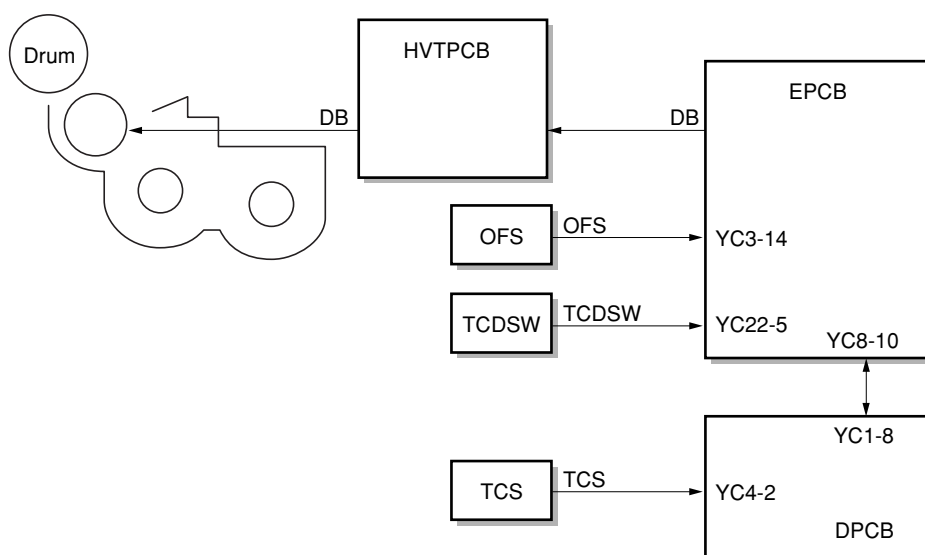 Drum
HVTPCB
EPCB
DB
DB
OFS
OFS
YC3-14
TCDSW
TCDSW
YC22-5
YC8-10
YC1-8
TCS
TCS
YC4-2
DPCB